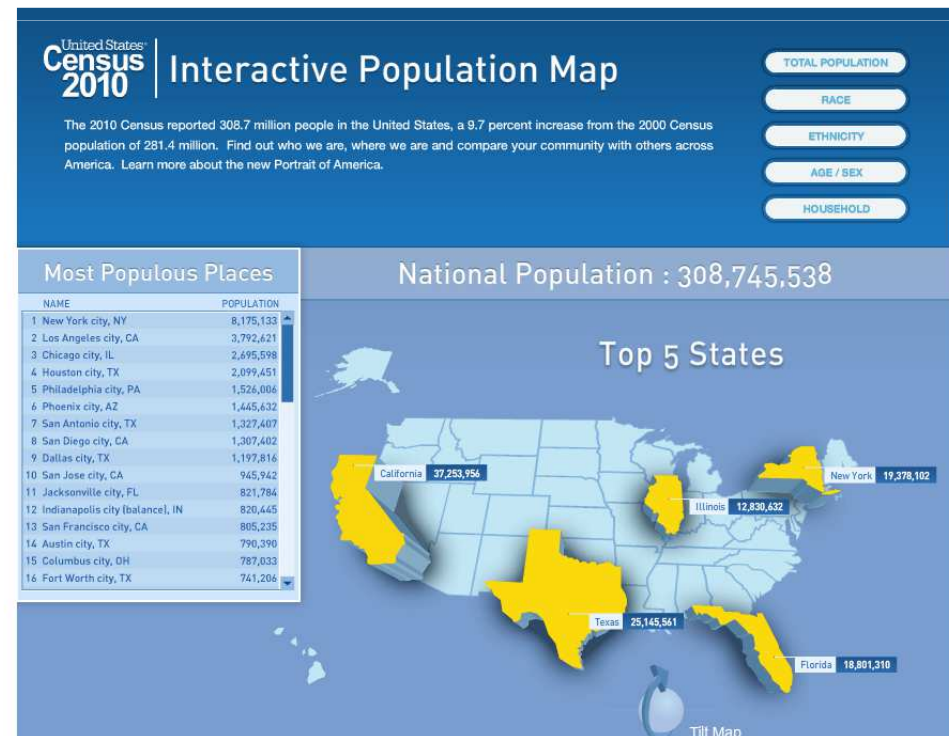 United States®
Census
2010
Interactive Population Map
The 2010 Census reported 308.7 million people in the United States, a 9.7 percent increase from the 2000 Census
population of 281.4 million. Find out who we are, where we are and compare your community with others across
America. Learn more about the new Portrait of America.
TOTAL POPULATION
RACE
ETHNICITY
AGE / SEX
HOUSEHOLD
Most Populous Places
NAME POPULATION
1 New York city, NY 8,175,133
2 Los Angeles city, CA 3,792,621
3 Chicago city, IL 2,695,598
4 Houston city, TX 2,099,451
5 Philadelphia city, PA 1,526,006
6 Phoenix city, AZ 1,445,632
7 San Antonio city, TX 1,327,407
8 San Diego city, CA 1,307,402
9 Dallas city, TX 1,197,816
10 San Jose city, CA 945,942
11 Jacksonville city, FL 821,784
12 Indianapolis city (balance), IN 820,445
13 San Francisco city, CA 805,235
14 Austin city, TX 790,390
15 Columbus city, OH 787,033
16 Fort Worth city, TX 741,206
National Population : 308,745,538
Top 5 States
California 37,253,956
New York 19,378,102
Illinois 12,830,632
Texas 25,145,561
Florida 18,801,310
Tilt Map